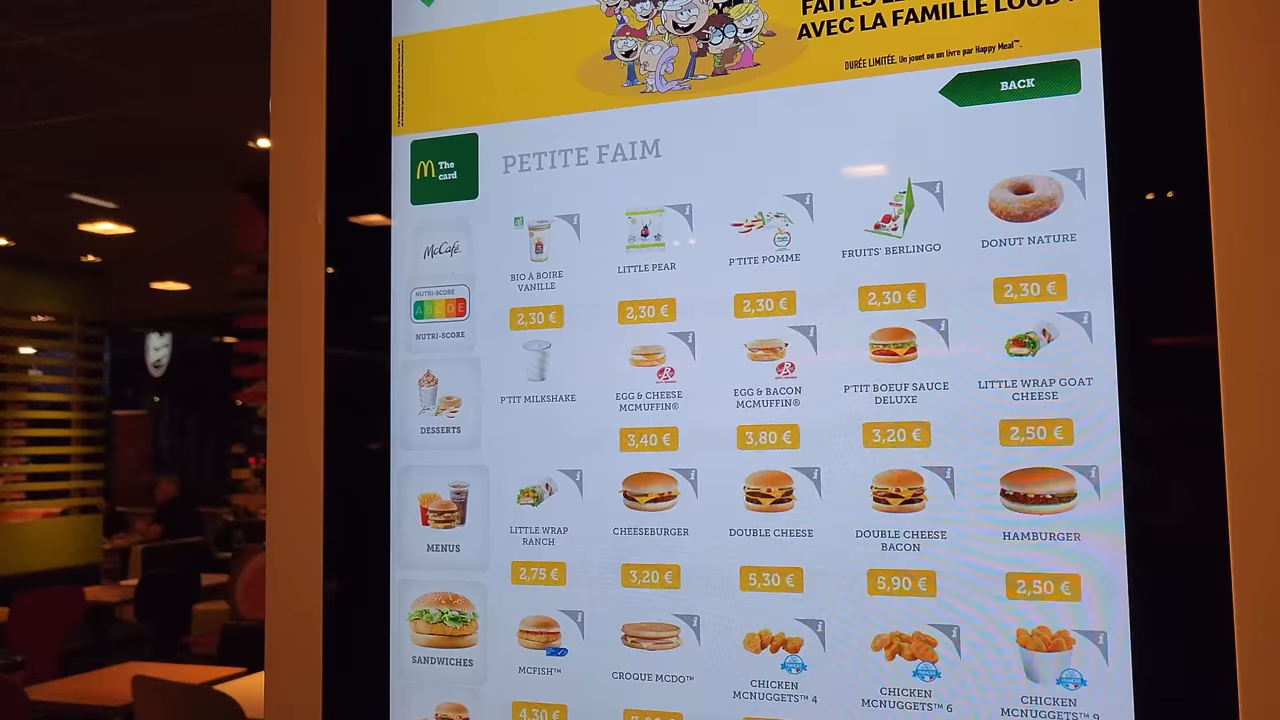 FAITES
AVEC LA FAMILLE LOUD
DURÉE LIMITÉE. Un jouet ou un livre par Happy Meal™.
BACK
The
card
PETITE FAIM
McCafé
NUTRI-SCORE
A B C D E
NUTRI-SCORE
DESSERTS
MENUS
SANDWICHES
BIO À BOIRE
VANILLE
2,30 €
LITTLE PEAR
2,30 €
P'TITE POMME
2,30 €
FRUITS' BERLINGO
2,30 €
DONUT NATURE
2,30 €
P'TIT MILKSHAKE
EGG & CHEESE
MCMUFFIN®
3,40 €
EGG & BACON
MCMUFFIN®
3,80 €
P'TIT BOEUF SAUCE
DELUXE
3,20 €
LITTLE WRAP GOAT
CHEESE
2,50 €
LITTLE WRAP
RANCH
2,75 €
CHEESEBURGER
3,20 €
DOUBLE CHEESE
5,30 €
DOUBLE CHEESE
BACON
5,90 €
HAMBURGER
2,50 €
MCFISH™
4,30 €
CROQUE MCDO™
CHICKEN
MCNUGGETS™ 4
CHICKEN
MCNUGGETS™ 6
CHICKEN
MCNUGGETS™ 9